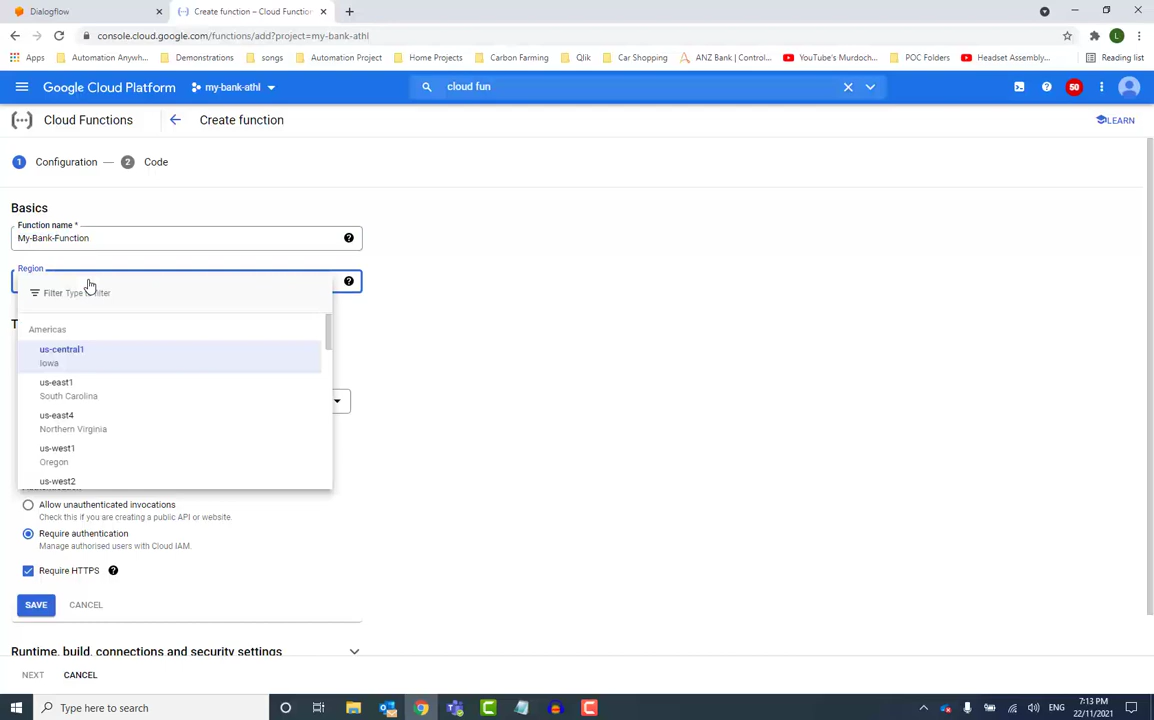 Dialogflow
Create function – Cloud Functio
console.cloud.google.com/functions/add?project=my-bank-athl
Apps
Automation Anywh...
Demonstrations
songs
Automation Project
Home Projects
Carbon Farming
Qlik
Car Shopping
ANZ Bank | Control...
YouTube's Murdoch...
POC Folders
Headset Assembly...
Reading list
Google Cloud Platform
my-bank-athl
cloud fun
50
L
Cloud Functions
Create function
LEARN
1 Configuration — 2 Code
Basics
Function name *
My-Bank-Function
Region
Filter Type filter
T
Americas
us-central1
Iowa
us-east1
South Carolina
us-east4
Northern Virginia
us-west1
Oregon
us-west2
Allow unauthenticated invocations
Check this if you are creating a public API or website.
Require authentication
Manage authorised users with Cloud IAM.
Require HTTPS
SAVE
CANCEL
Runtime, build, connections and security settings
NEXT
CANCEL
Type here to search
ENG
7:13 PM
22/11/2021